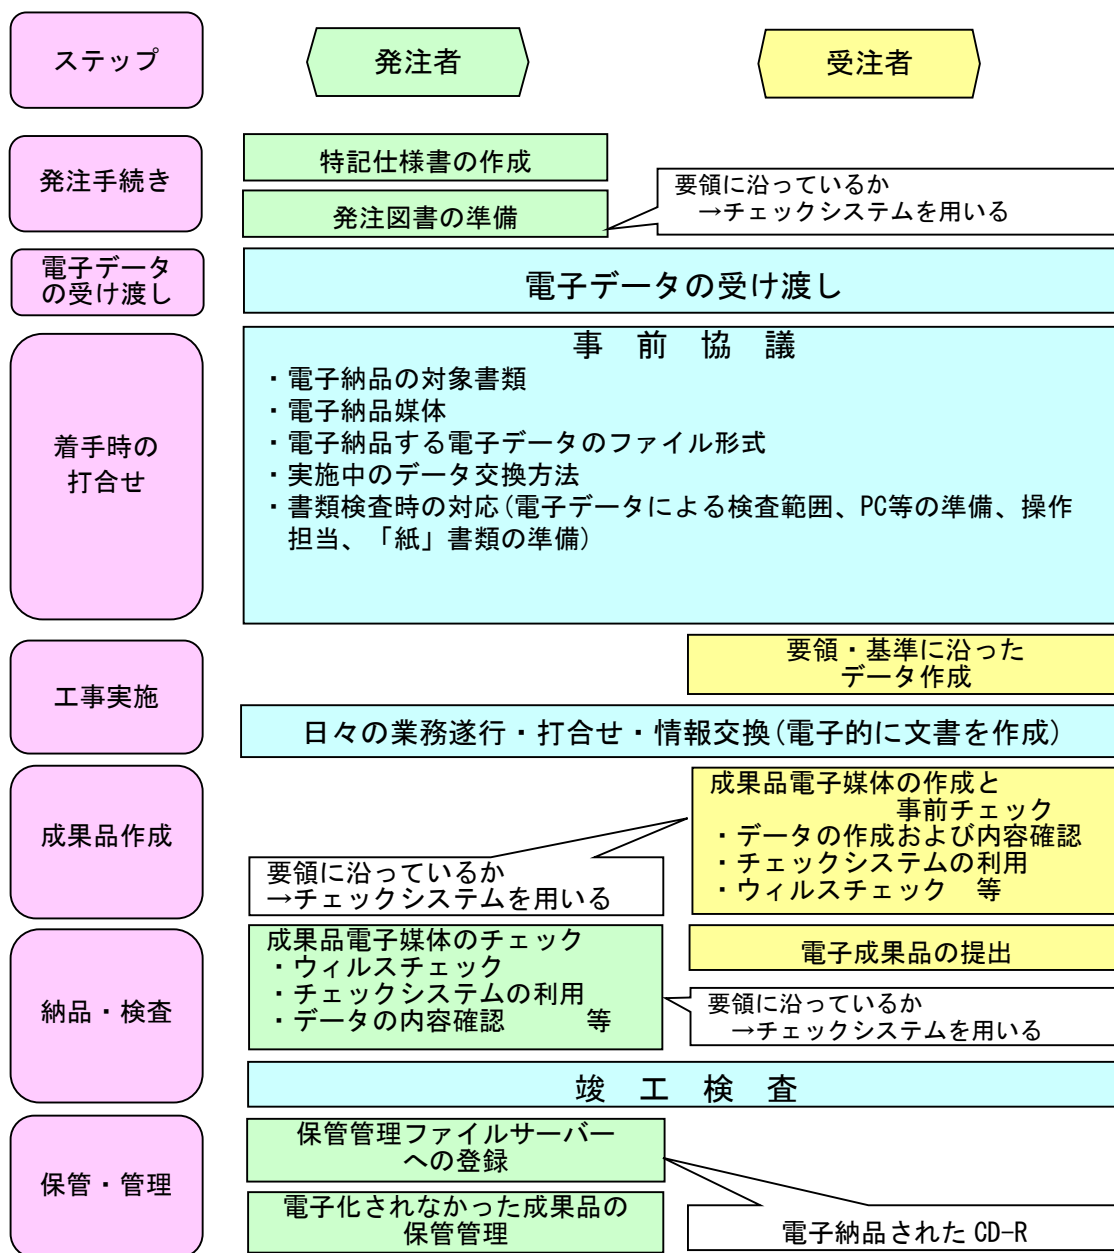 ステップ
発注者
受注者
発注手続き
特記仕様書の作成
発注図書の準備
要領に沿っているか
→チェックシステムを用いる
電子データ
の受け渡し
電子データの受け渡し
着手時の
打合せ
事 前 協 議
・電子納品の対象書類
・電子納品媒体
・電子納品する電子データのファイル形式
・実施中のデータ交換方法
・書類検査時の対応(電子データによる検査範囲、PC等の準備、操作
担当、「紙」書類の準備)
工事実施
要領・基準に沿った
データ作成
日々の業務遂行・打合せ・情報交換(電子的に文書を作成)
成果品作成
成果品電子媒体の作成と
事前チェック
・データの作成および内容確認
・チェックシステムの利用
・ウィルスチェック 等
要領に沿っているか
→チェックシステムを用いる
納品・検査
成果品電子媒体のチェック
・ウィルスチェック
・チェックシステムの利用
・データの内容確認 等
電子成果品の提出
要領に沿っているか
→チェックシステムを用いる
竣 工 検 査
保管・管理
保管管理ファイルサーバー
への登録
電子化されなかった成果品の
保管管理
電子納品された CD-R